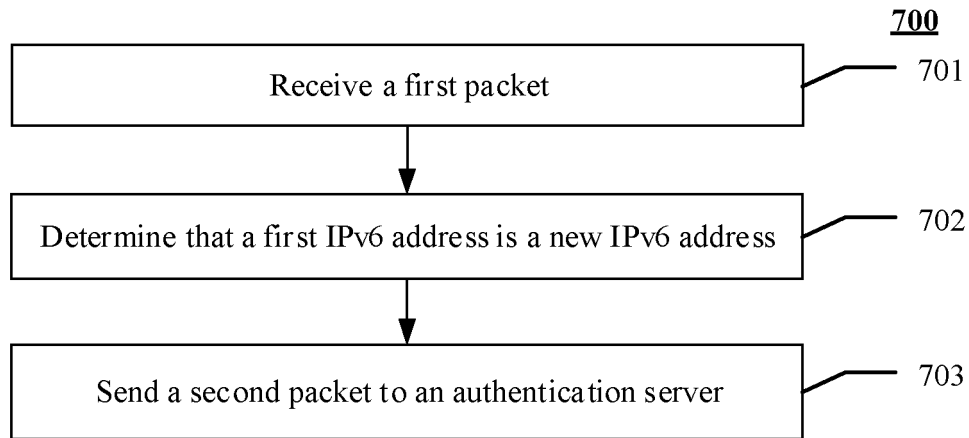 700
Receive a first packet
701
Determine that a first IPv6 address is a new IPv6 address
702
Send a second packet to an authentication server
703